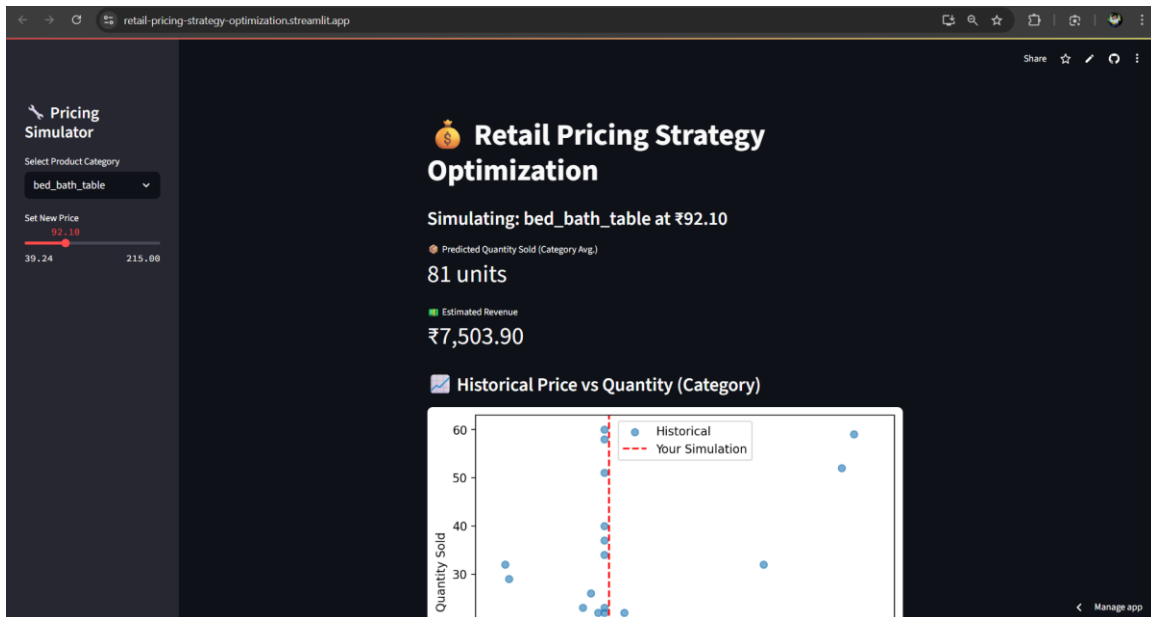 retail-pricing-strategy-optimization.streamlit.app
Share
🔧 Pricing
Simulator
Select Product Category
bed_bath_table
Set New Price
92.10
39.24 215.00
💰 Retail Pricing Strategy
Optimization
Simulating: bed_bath_table at ₹92.10
📦 Predicted Quantity Sold (Category Avg.)
81 units
💵 Estimated Revenue
₹7,503.90
📈 Historical Price vs Quantity (Category)
Historical
Your Simulation
60
50
40
30
Quantity Sold
Manage app